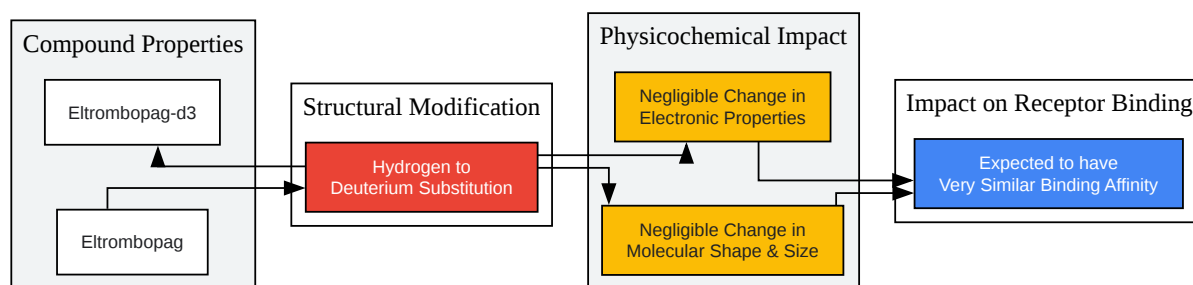 Compound Properties
Eltrombopag-d3
Eltrombopag
Structural Modification
Hydrogen to
Deuterium Substitution
Physicochemical Impact
Negligible Change in
Electronic Properties
Negligible Change in
Molecular Shape & Size
Impact on Receptor Binding
Expected to have
Very Similar Binding Affinity